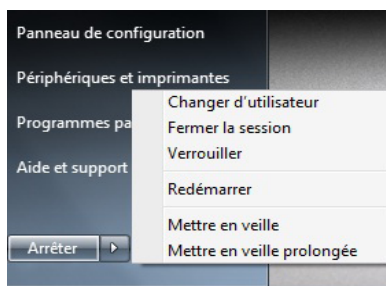 Panneau de configuration
Périphériques et imprimantes
Programmes pa
Aide et support
Changer d'utilisateur
Fermer la session
Verrouiller
Redémarrer
Mettre en veille
Mettre en veille prolongée
Arrêter